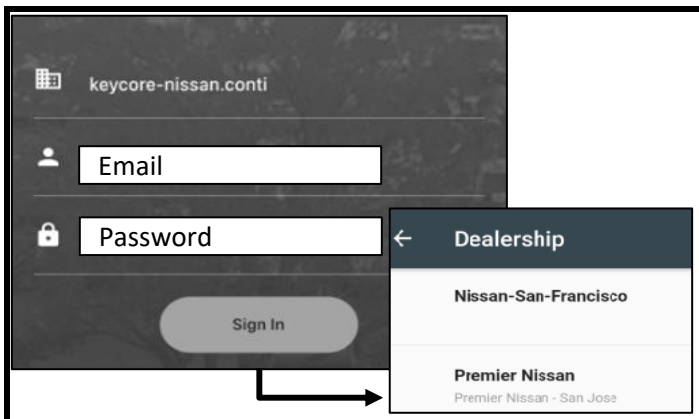 keycore-nissan.conti
Email
Password
Sign In
Dealership
Nissan-San-Francisco
Premier Nissan
Premier Nissan - San Jose